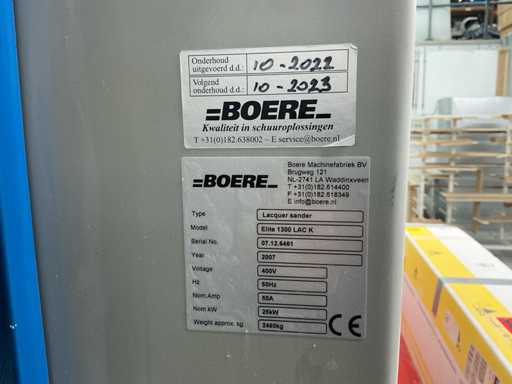 Onderhoud
uitgevoerd d.d.: 10-2022
Volgend
onderhoud d.d.: 10-2023
BOERE
Kwaliteit in schuuroplossingen
T +31(0)182.638002 – E service@boere.nl
BOERE
Boere Machinefabriek BV
Brugweg 121
NL-2741 LA Waddinxveen
T +31(0)182.614400
F +31(0)182.618349
E info@boere.nl
Type Lacquer sander
Model Elite 1300 LAC K
Serial No. 07.12.6461
Year 2007
Voltage 400V
Hz 50Hz
Nom.Amp 55A
Nom.kW 25kW
Weight approx. kg 2460kg
CE